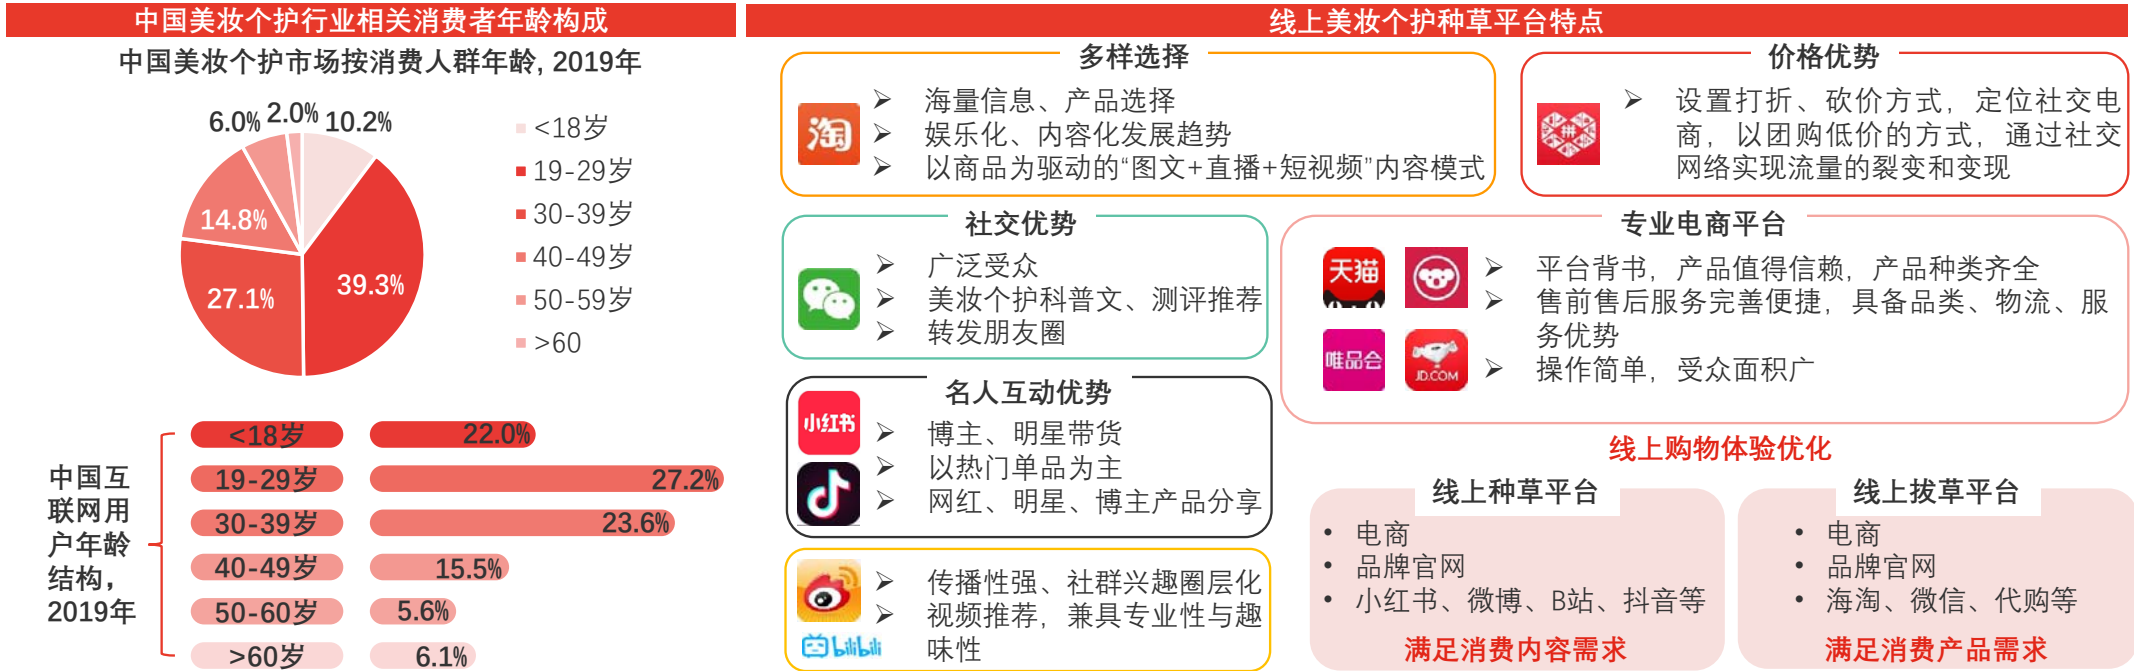 中国美妆个护行业相关消费者年龄构成
中国美妆个护市场按消费人群年龄, 2019年
6.0%
2.0%
10.2%
14.8%
27.1%
39.3%
<18岁
19-29岁
30-39岁
40-49岁
50-59岁
>60
中国互
联网用
户年龄
结构，
2019年
<18岁 22.0%
19-29岁 27.2%
30-39岁 23.6%
40-49岁 15.5%
50-60岁 5.6%
>60岁 6.1%
线上美妆个护种草平台特点
多样选择
淘
海量信息、产品选择
娱乐化、内容化发展趋势
以商品为驱动的“图文+直播+短视频”内容模式
价格优势
拼
设置打折、砍价方式，定位社交电
商，以团购低价的方式，通过社交
网络实现流量的裂变和变现
社交优势
广泛受众
美妆个护科普文、测评推荐
转发朋友圈
专业电商平台
天猫
唯品会
JD.COM
平台背书，产品值得信赖，产品种类齐全
售前售后服务完善便捷，具备品类、物流、服
务优势
操作简单，受众面积广
名人互动优势
小红书
博主、明星带货
以热门单品为主
网红、明星、博主产品分享
bilibili
传播性强、社群兴趣圈层化
视频推荐，兼具专业性与趣
味性
线上购物体验优化
线上种草平台
• 电商
• 品牌官网
• 小红书、微博、B站、抖音等
满足消费内容需求
线上拔草平台
• 电商
• 品牌官网
• 海淘、微信、代购等
满足消费产品需求